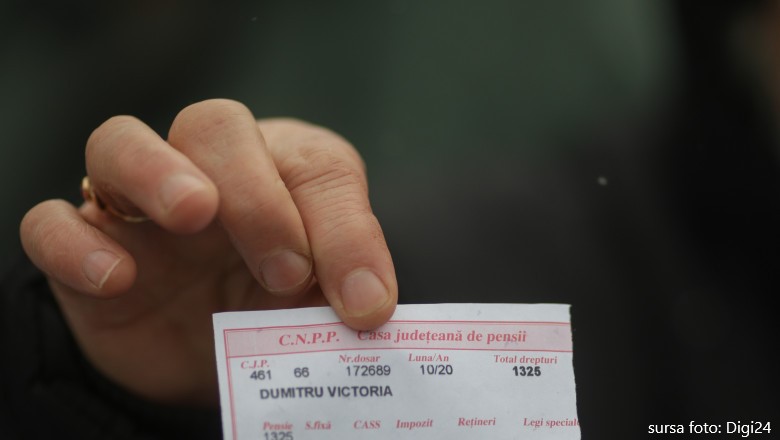 C.N.P.P. Casa județeană de pensii
C.J.P. Nr.dosar Luna/An Total drepturi
461 66 172689 10/20 1325
DUMITRU VICTORIA
Pensie S.fixă CASS Impozit Rețineri Legi speciale
1325
sursa foto: Digi24